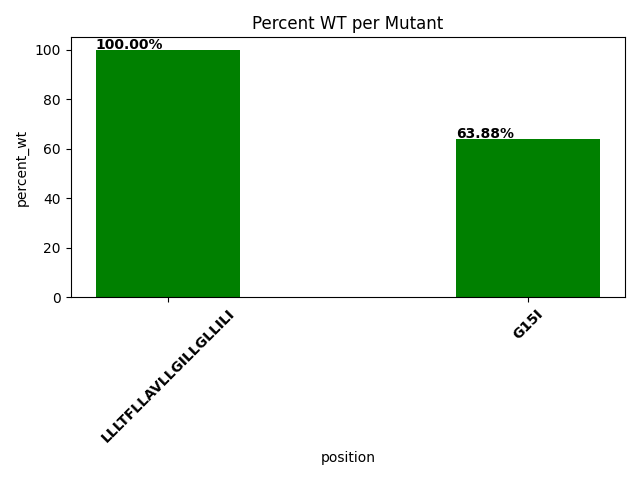 Percent WT per Mutant
100.00%
63.88%
percent_wt
100
80
60
40
20
0
LLLTFLLAVLLGILLGLLILI
G15I
position